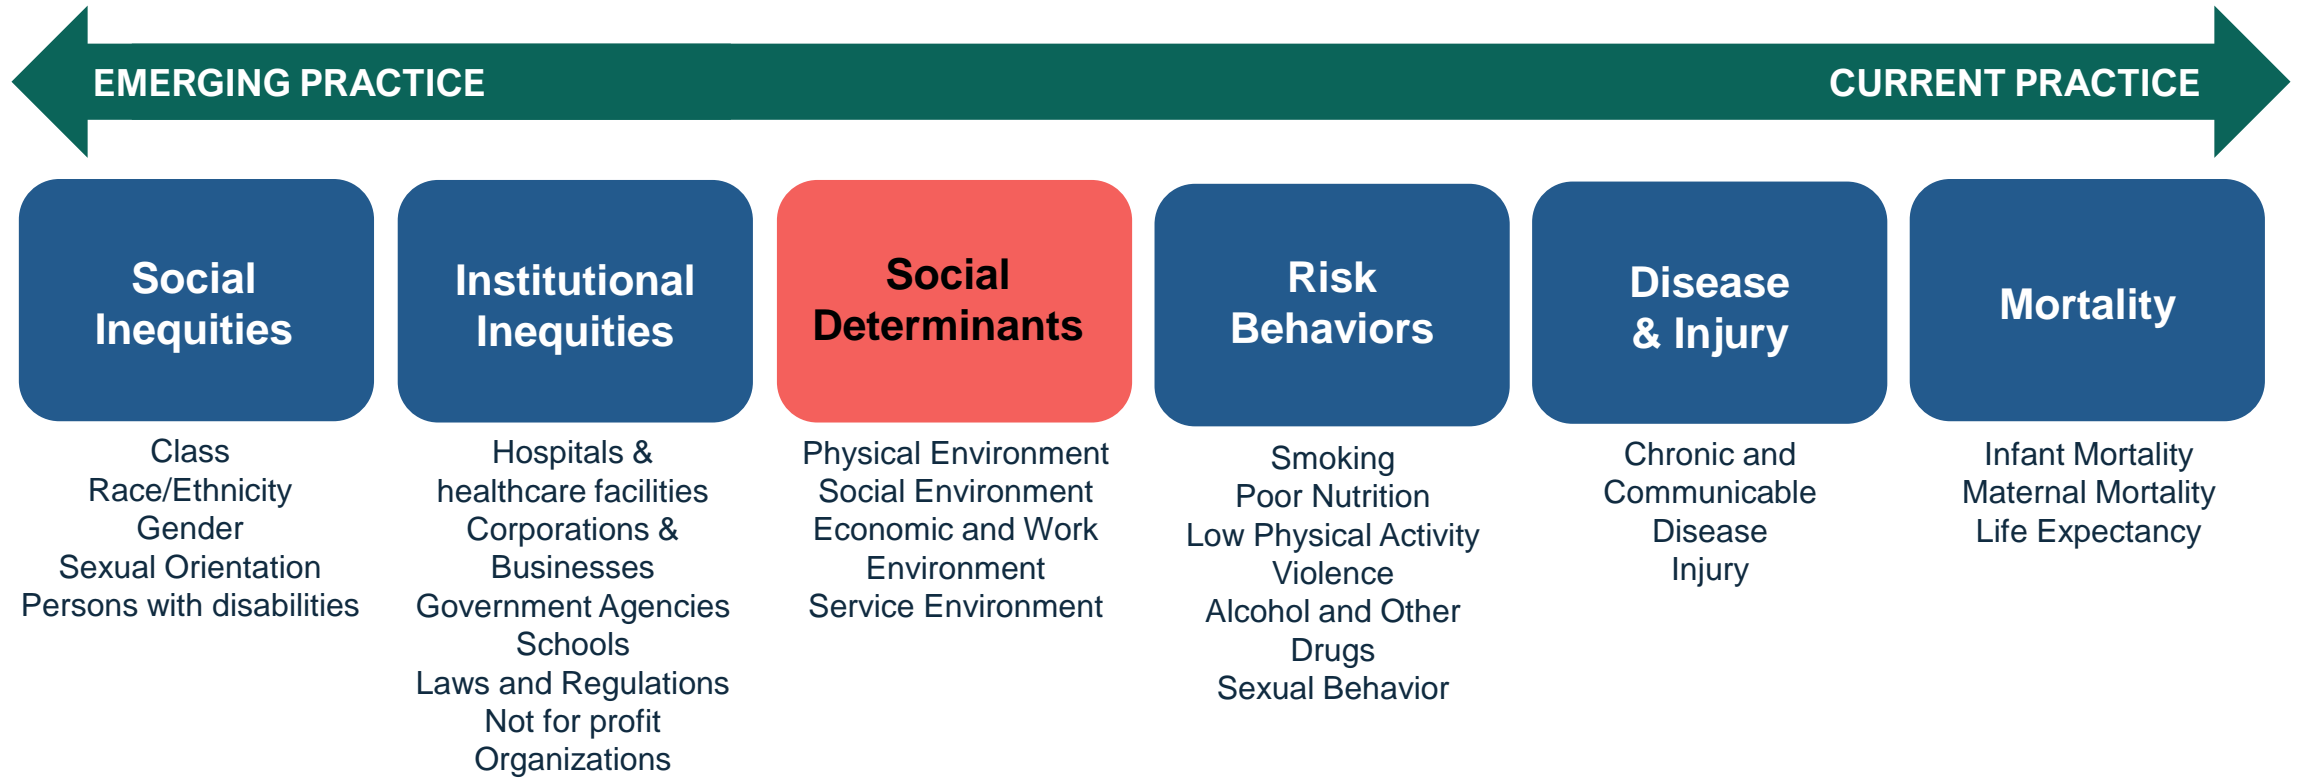 EMERGING PRACTICE
CURRENT PRACTICE
Social
Inequities
Class
Race/Ethnicity
Gender
Sexual Orientation
Persons with disabilities
Institutional
Inequities
Hospitals &
healthcare facilities
Corporations &
Businesses
Government Agencies
Schools
Laws and Regulations
Not for profit
Organizations
Social
Determinants
Physical Environment
Social Environment
Economic and Work
Environment
Service Environment
Risk
Behaviors
Smoking
Poor Nutrition
Low Physical Activity
Violence
Alcohol and Other
Drugs
Sexual Behavior
Disease
& Injury
Chronic and
Communicable
Disease
Injury
Mortality
Infant Mortality
Maternal Mortality
Life Expectancy